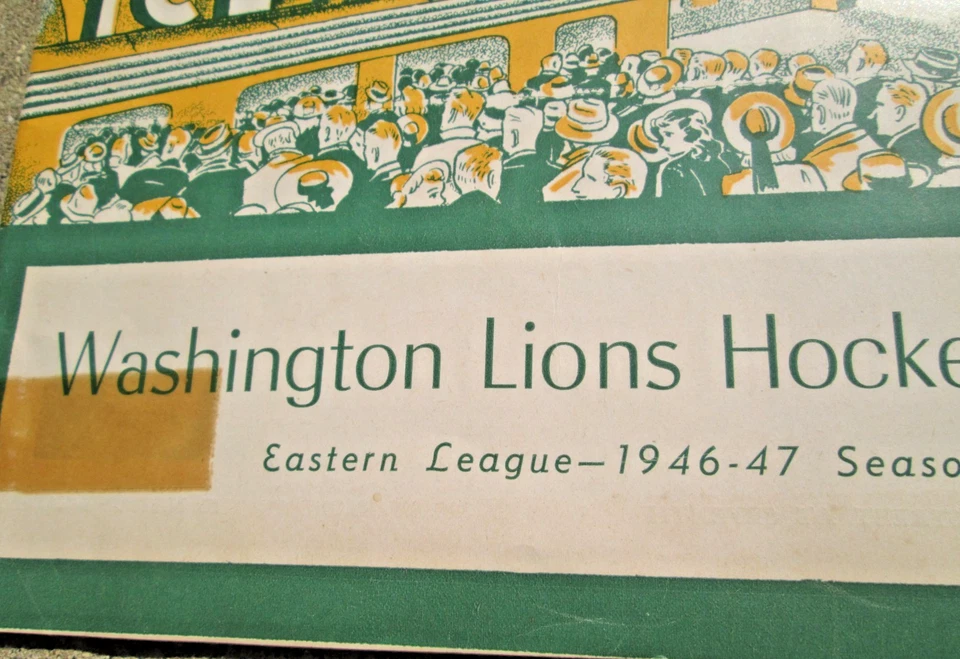 Washington Lions Hocke
Eastern League—1946-47 Seaso